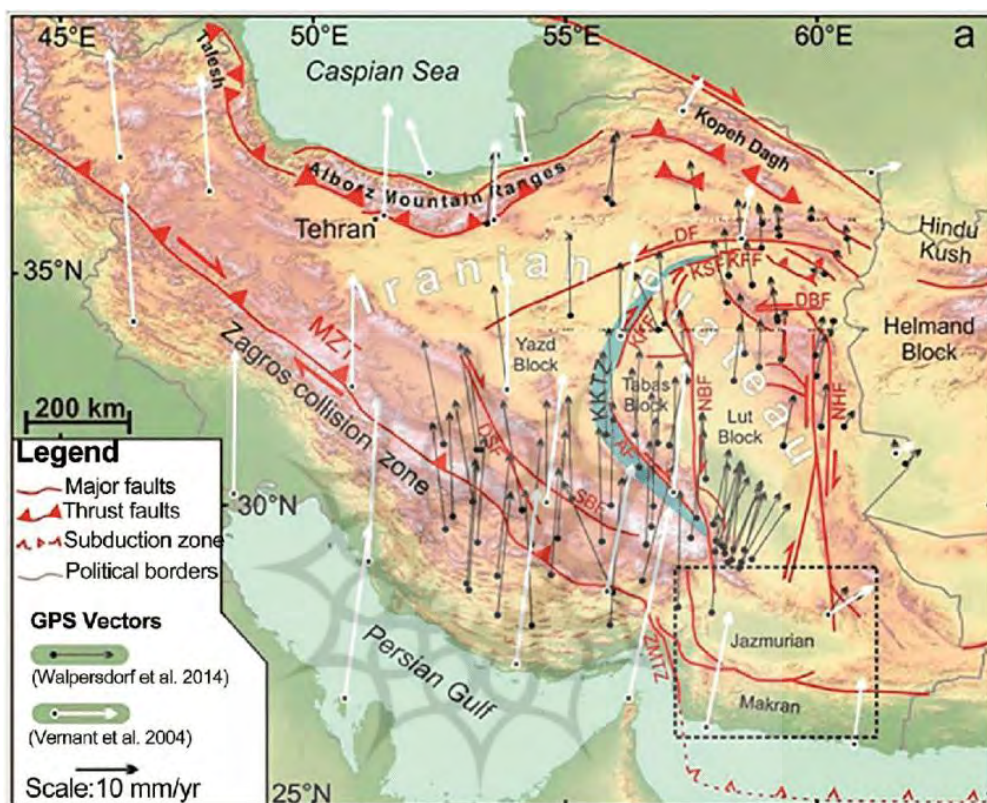 45°E
50°E
55°E
60°E
a
Talesh
Caspian Sea
Kopeh Dagh
Alborz Mountain Ranges
Tehran
Hindu
Kush
35°N
DF
KSF
KFF
DBF
Iranian plateau
MZT
Helmand
Block
Yazd
Block
KKF
KKTZ
Tabas
Block
NBF
NHF
Zagros collision zone
200 km
Lut
Block
DSF
AF
SBF
30°N
Legend
Major faults
Thrust faults
Subduction zone
Political borders
GPS Vectors
(Walpersdorf et al. 2014)
(Vernant et al. 2004)
Scale:10 mm/yr
Persian Gulf
ZMTZ
Jazmurian
Makran
25°N